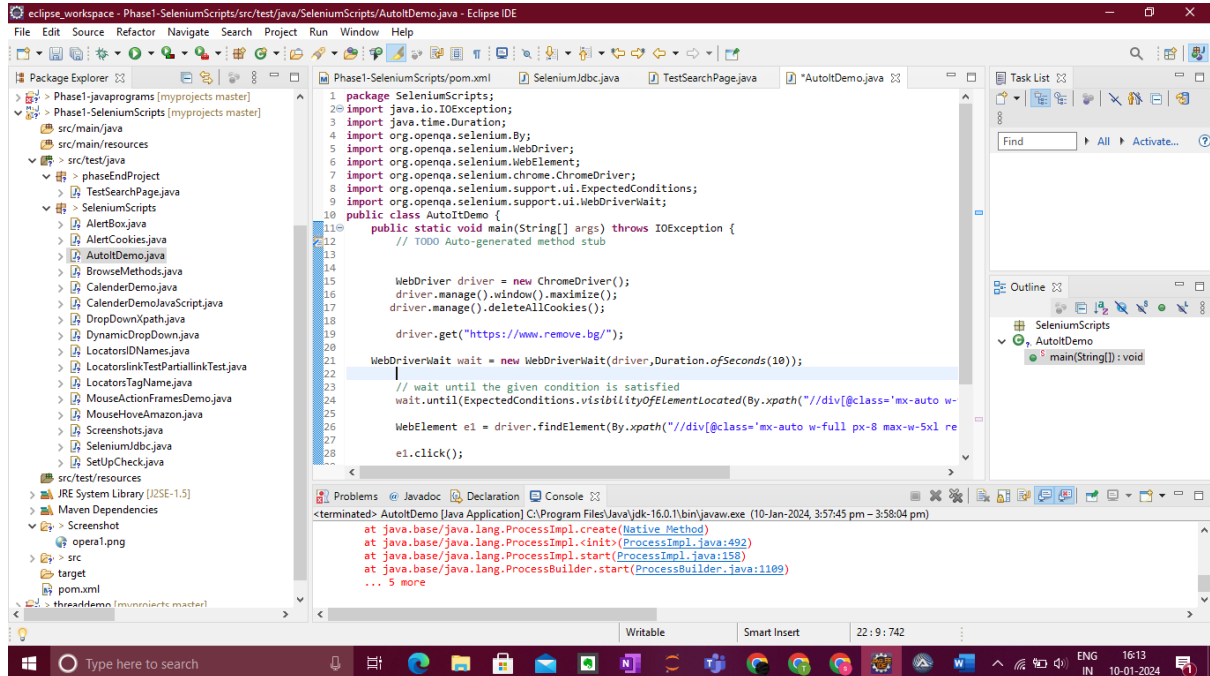 eclipse_workspace - Phase1-SeleniumScripts/src/test/java/SeleniumScripts/AutoItDemo.java - Eclipse IDE
File Edit Source Refactor Navigate Search Project Run Window Help
Package Explorer
> Phase1-javaprograms [myprojects master]
> Phase1-SeleniumScripts [myprojects master]
src/main/java
src/main/resources
> src/test/java
> phaseEndProject
TestSearchPage.java
> SeleniumScripts
AlertBox.java
AlertCookies.java
AutoItDemo.java
BrowseMethods.java
CalenderDemo.java
CalenderDemoJavaScript.java
DropDownXpath.java
DynamicDropDown.java
LocatorsIDNames.java
LocatorslinkTestPartiallinkTest.java
LocatorsTagName.java
MouseActionFramesDemo.java
MouseHoveAmazon.java
Screenshots.java
SeleniumJdbc.java
SetUpCheck.java
src/test/resources
JRE System Library [J2SE-1.5]
Maven Dependencies
> Screenshot
opera1.png
> src
target
pom.xml
> threaddemo [myprojects master]
Phase1-SeleniumScripts/pom.xml SeleniumJdbc.java TestSearchPage.java *AutoItDemo.java
1 package SeleniumScripts;
2 import java.io.IOException;
3 import java.time.Duration;
4 import org.openqa.selenium.By;
5 import org.openqa.selenium.WebDriver;
6 import org.openqa.selenium.WebElement;
7 import org.openqa.selenium.chrome.ChromeDriver;
8 import org.openqa.selenium.support.ui.ExpectedConditions;
9 import org.openqa.selenium.support.ui.WebDriverWait;
10 public class AutoItDemo {
11 public static void main(String[] args) throws IOException {
12 // TODO Auto-generated method stub
13
14
15 WebDriver driver = new ChromeDriver();
16 driver.manage().window().maximize();
17 driver.manage().deleteAllCookies();
18
19 driver.get("https://www.remove.bg/");
20
21 WebDriverWait wait = new WebDriverWait(driver,Duration.ofSeconds(10));
22
23 // wait until the given condition is satisfied
24 wait.until(ExpectedConditions.visibilityOfElementLocated(By.xpath("//div[@class='mx-auto w-
25
26 WebElement e1 = driver.findElement(By.xpath("//div[@class='mx-auto w-full px-8 max-w-5xl re
27
28 e1.click();
Task List
Find All Activate...
Outline
SeleniumScripts
AutoItDemo
main(String[]) : void
Problems Javadoc Declaration Console
<terminated> AutoItDemo [Java Application] C:\Program Files\Java\jdk-16.0.1\bin\javaw.exe (10-Jan-2024, 3:57:45 pm – 3:58:04 pm)
at java.base/java.lang.ProcessImpl.create(Native Method)
at java.base/java.lang.ProcessImpl.<init>(ProcessImpl.java:492)
at java.base/java.lang.ProcessImpl.start(ProcessImpl.java:158)
at java.base/java.lang.ProcessBuilder.start(ProcessBuilder.java:1109)
... 5 more
Writable Smart Insert 22 : 9 : 742
Type here to search
ENG
IN
16:13
10-01-2024